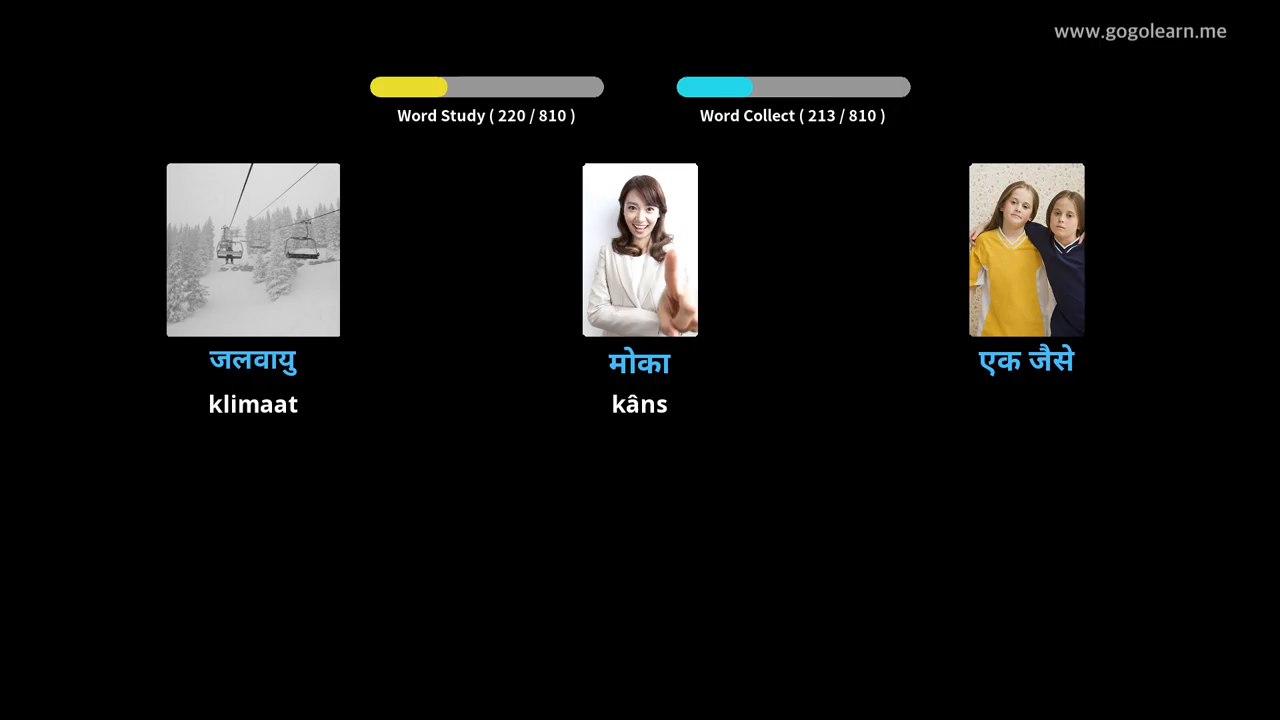 www.gogolearn.me
Word Study ( 220 / 810 )
Word Collect ( 213 / 810 )
जलवायु
मोका
एक जैसे
klimaat
kâns